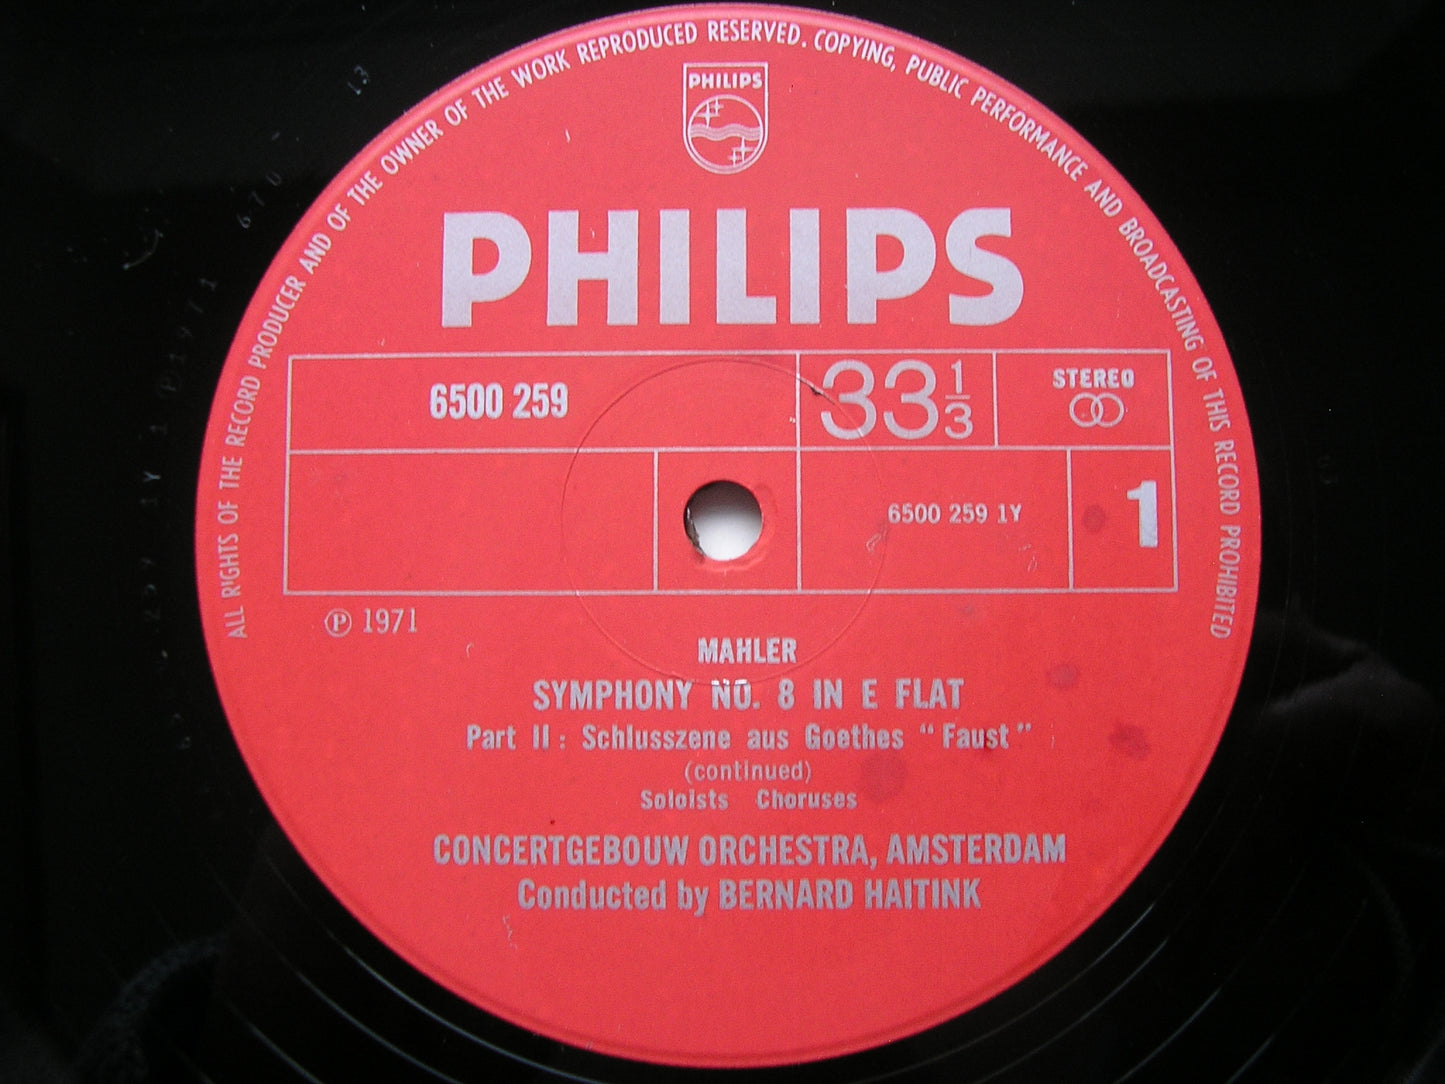 ALL RIGHTS OF THE RECORD PRODUCER AND OF THE OWNER OF THE WORK REPRODUCED RESERVED. COPYING, PUBLIC PERFORMANCE AND BROADCASTING OF THIS RECORD PROHIBITED
PHILIPS
PHILIPS
6500 259
33 1/3
STEREO
6500 259 1Y
1
℗ 1971
MAHLER
SYMPHONY NO. 8 IN E FLAT
Part II : Schlusszene aus Goethes "Faust"
(continued)
Soloists Choruses
CONCERTGEBOUW ORCHESTRA, AMSTERDAM
Conducted by BERNARD HAITINK